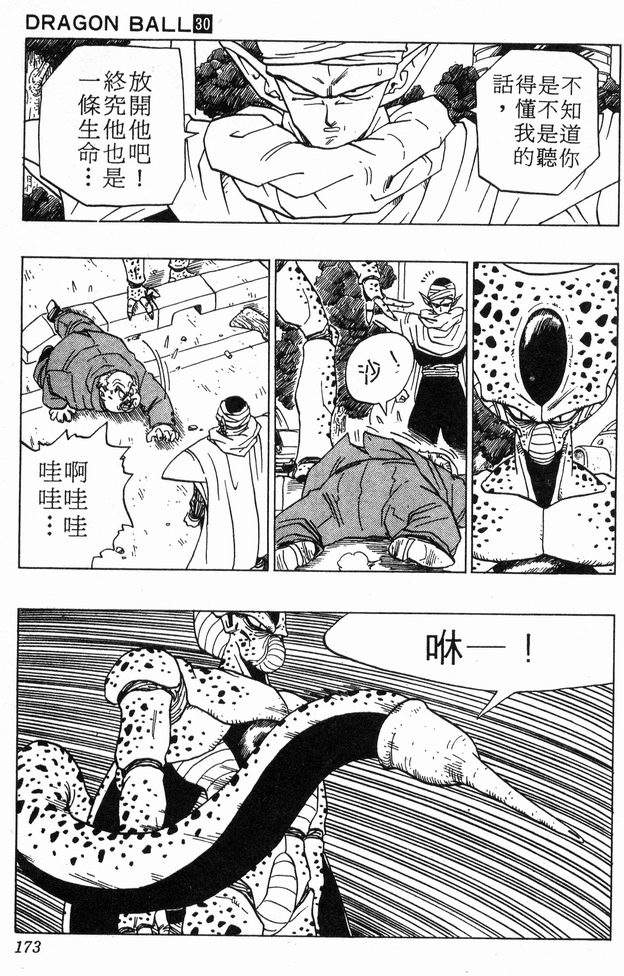 DRAGON BALL 30
不知道你
是不是聽
得懂我的
話，
放開他吧！
終究他也是
一條生命…
沙！
啊哇哇
哇哇…
咻—！
173